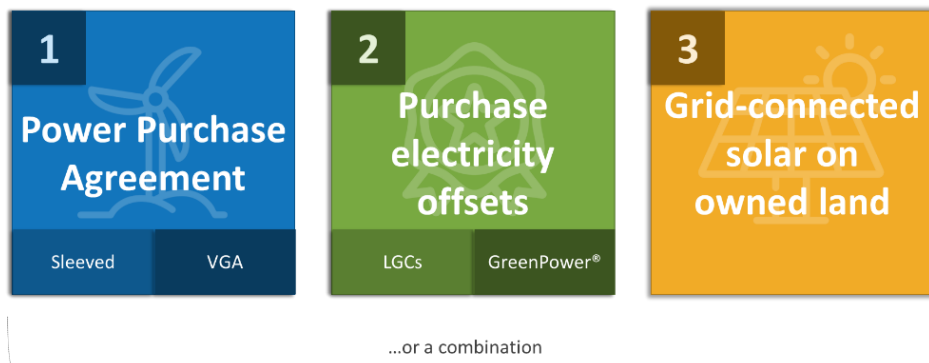 1
Power Purchase
Agreement
Sleeved
VGA
2
Purchase
electricity
offsets
LGCs
GreenPower®
3
Grid-connected
solar on
owned land
...or a combination